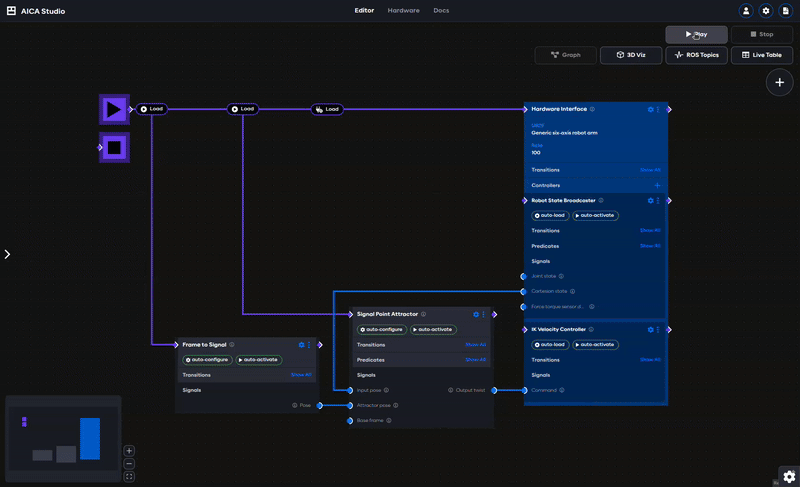 AICA Studio
Editor
Hardware
Docs
Play
Stop
Graph
3D Viz
ROS Topics
Live Table
Load
Load
Load
Hardware Interface
URDF
Generic six-axis robot arm
Rate
100
Transitions
Show All
Controllers
Robot State Broadcaster
auto-load
auto-activate
Transitions
Show All
Predicates
Show All
Signals
Joint state
Cartesian state
Force torque sensor d...
IK Velocity Controller
auto-load
auto-activate
Transitions
Show All
Signals
Command
Signal Point Attractor
auto-configure
auto-activate
Transitions
Show All
Predicates
Show All
Signals
Input pose
Output twist
Attractor pose
Base frame
Frame to Signal
auto-configure
auto-activate
Transitions
Show All
Signals
Pose